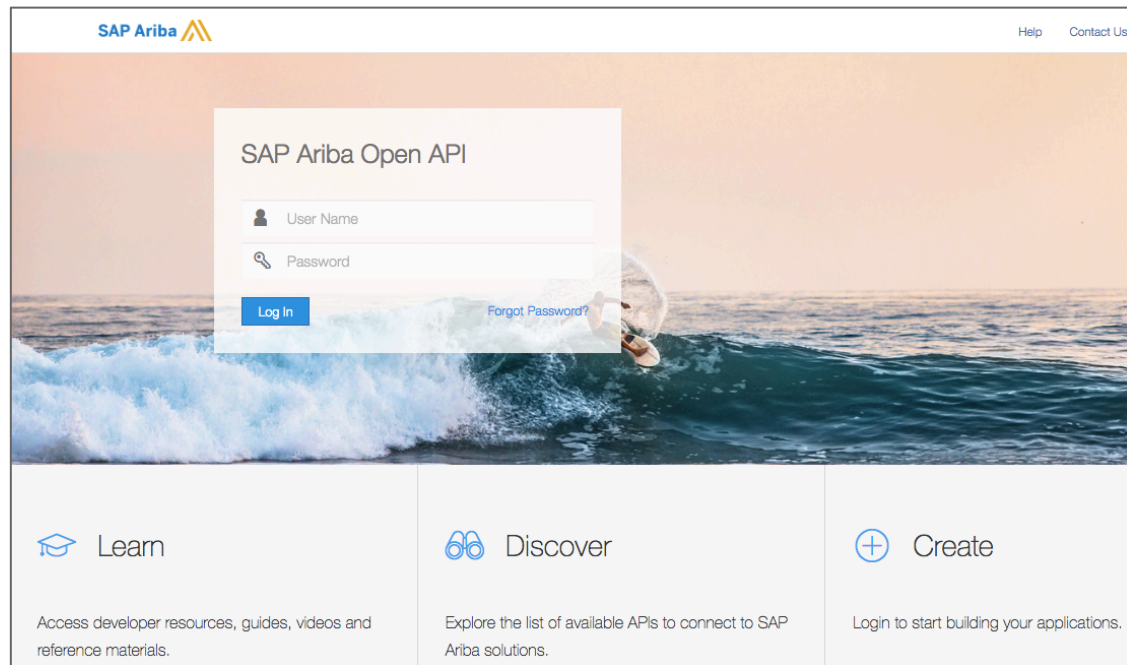 SAP Ariba
Help Contact Us
SAP Ariba Open API
User Name
Password
Log In Forgot Password?
Learn
Access developer resources, guides, videos and
reference materials.
Discover
Explore the list of available APIs to connect to SAP
Ariba solutions.
Create
Login to start building your applications.